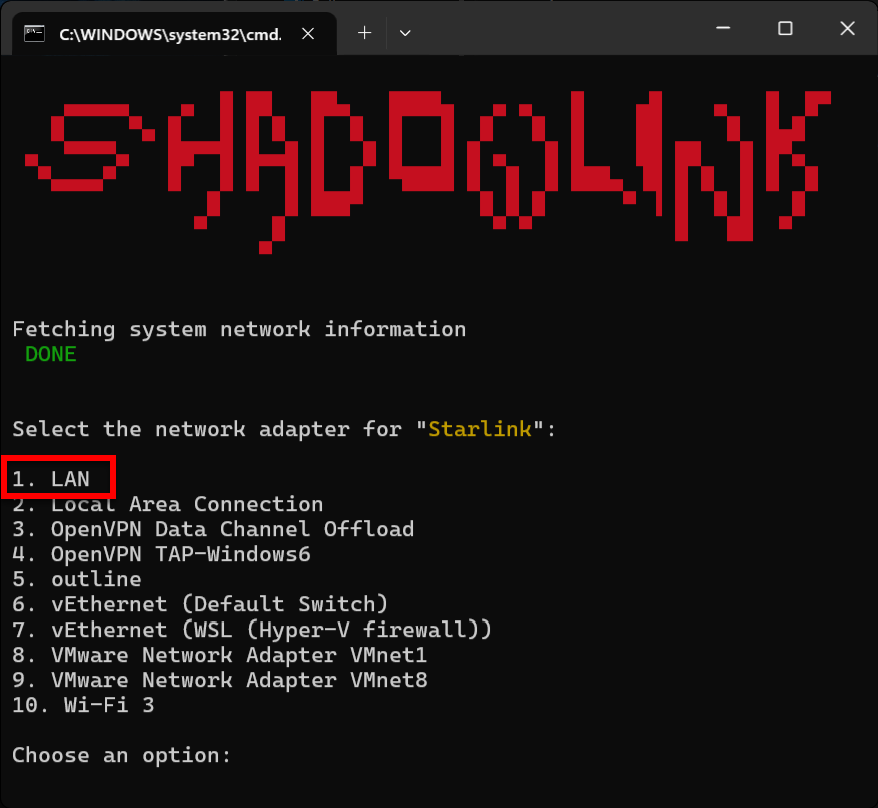 C:\WINDOWS\system32\cmd.
SHADOWLINK
Fetching system network information
DONE
Select the network adapter for "Starlink":
1. LAN
2. Local Area Connection
3. OpenVPN Data Channel Offload
4. OpenVPN TAP-Windows6
5. outline
6. vEthernet (Default Switch)
7. vEthernet (WSL (Hyper-V firewall))
8. VMware Network Adapter VMnet1
9. VMware Network Adapter VMnet8
10. Wi-Fi 3
Choose an option: